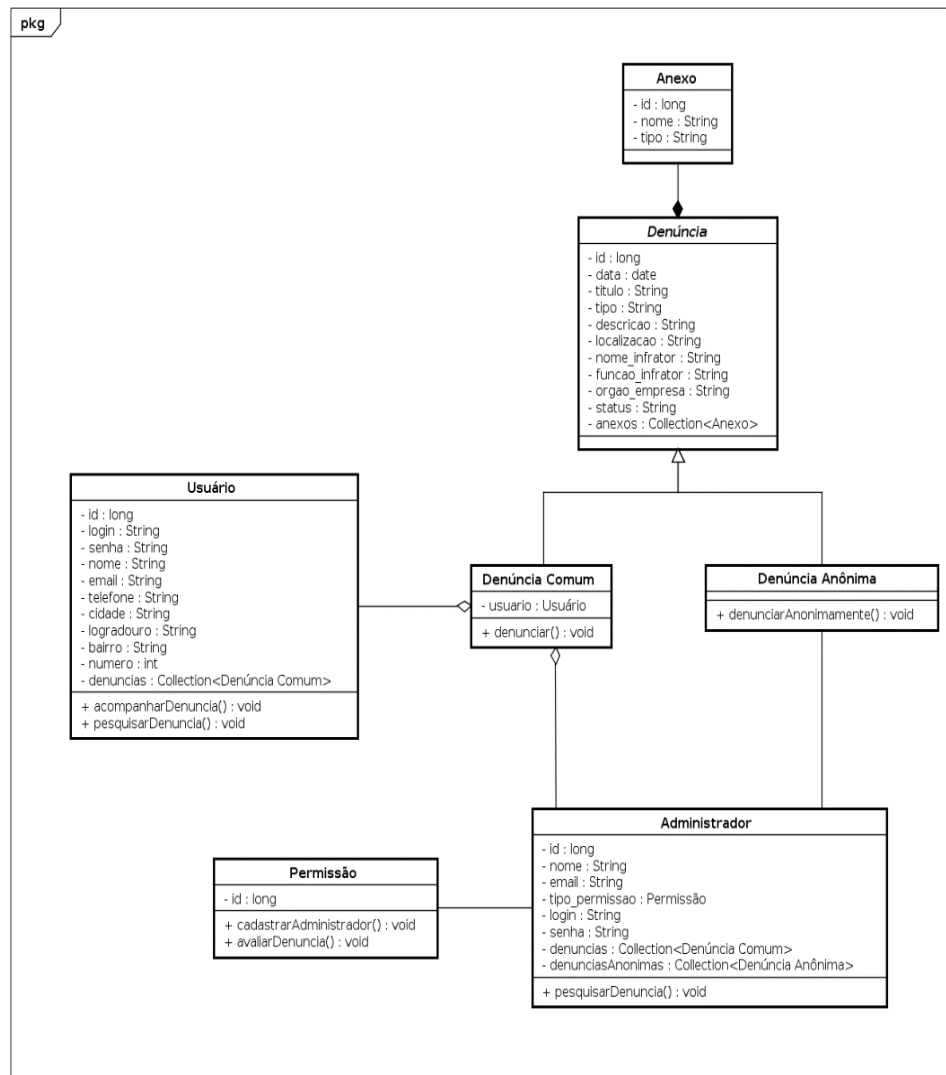 pkg
Anexo
- id : long
- nome : String
- tipo : String
Denúncia
- id : long
- data : date
- titulo : String
- tipo : String
- descricao : String
- localizacao : String
- nome_infrator : String
- funcao_infrator : String
- orgao_empresa : String
- status : String
- anexos : Collection<Anexo>
Usuário
- id : long
- login : String
- senha : String
- nome : String
- email : String
- telefone : String
- cidade : String
- logradouro : String
- bairro : String
- numero : int
- denuncias : Collection<Denúncia Comum>
+ acompanharDenuncia() : void
+ pesquisarDenuncia() : void
Denúncia Comum
- usuario : Usuário
+ denunciar() : void
Denúncia Anônima
+ denunciarAnonimamente() : void
Permissão
- id : long
+ cadastrarAdministrador() : void
+ avaliarDenuncia() : void
Administrador
- id : long
- nome : String
- email : String
- tipo_permissao : Permissão
- login : String
- senha : String
- denuncias : Collection<Denúncia Comum>
- denunciasAnonimas : Collection<Denúncia Anônima>
+ pesquisarDenuncia() : void